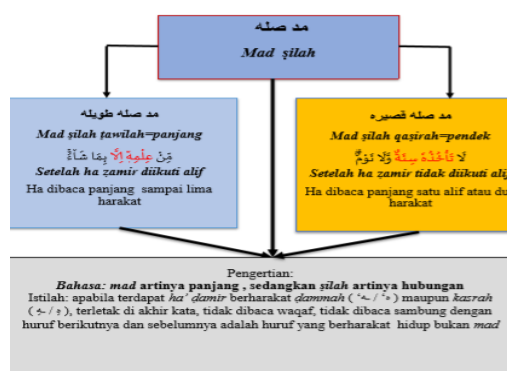 مد صله
Mad ṣilah
مد صله طويله
Mad ṣilah ṭawilah=panjang
مِّنْ عِلْمِهٖٓ اِلَّا بِمَا شَاۤءَۚ
Setelah ha zamir diikuti alif
Ha dibaca panjang sampai lima
harakat
مد صله قصيره
Mad ṣilah qaṣirah=pendek
لَا تَأْخُذُهٗ سِنَةٌ وَّلَا نَوْمٌ
Setelah ha zamir tidak diikuti alif
Ha dibaca panjang satu alif atau du
harakat
Pengertian:
Bahasa: mad artinya panjang , sedangkan ṣilah artinya hubungan
Istilah: apabila terdapat ha' ḍamir berharakat ḍammah ( ـهُ / هُ ) maupun kasrah
( ـهِ / هِ ), terletak di akhir kata, tidak dibaca waqaf, tidak dibaca sambung dengan
huruf berikutnya dan sebelumnya adalah huruf yang berharakat hidup bukan mad